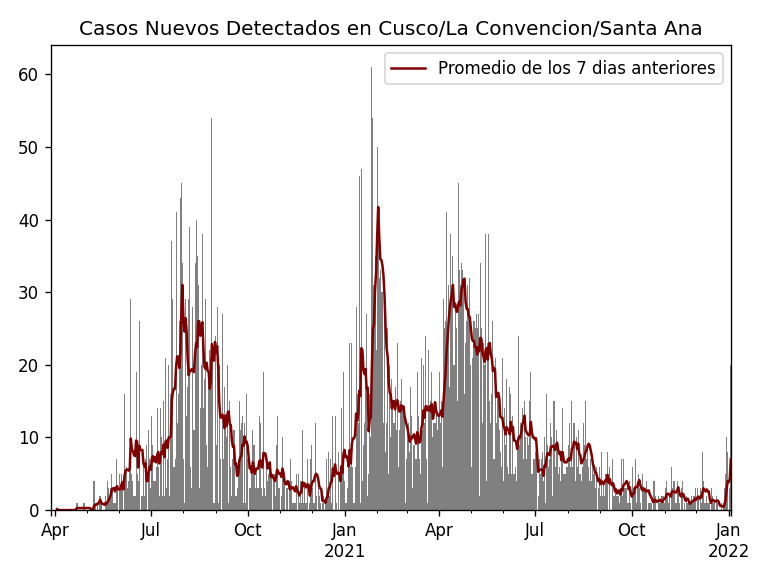 Casos Nuevos Detectados en Cusco/La Convencion/Santa Ana
Promedio de los 7 dias anteriores
60
50
40
30
20
10
0
Apr Jul Oct Jan Apr Jul Oct Jan
2021 2022